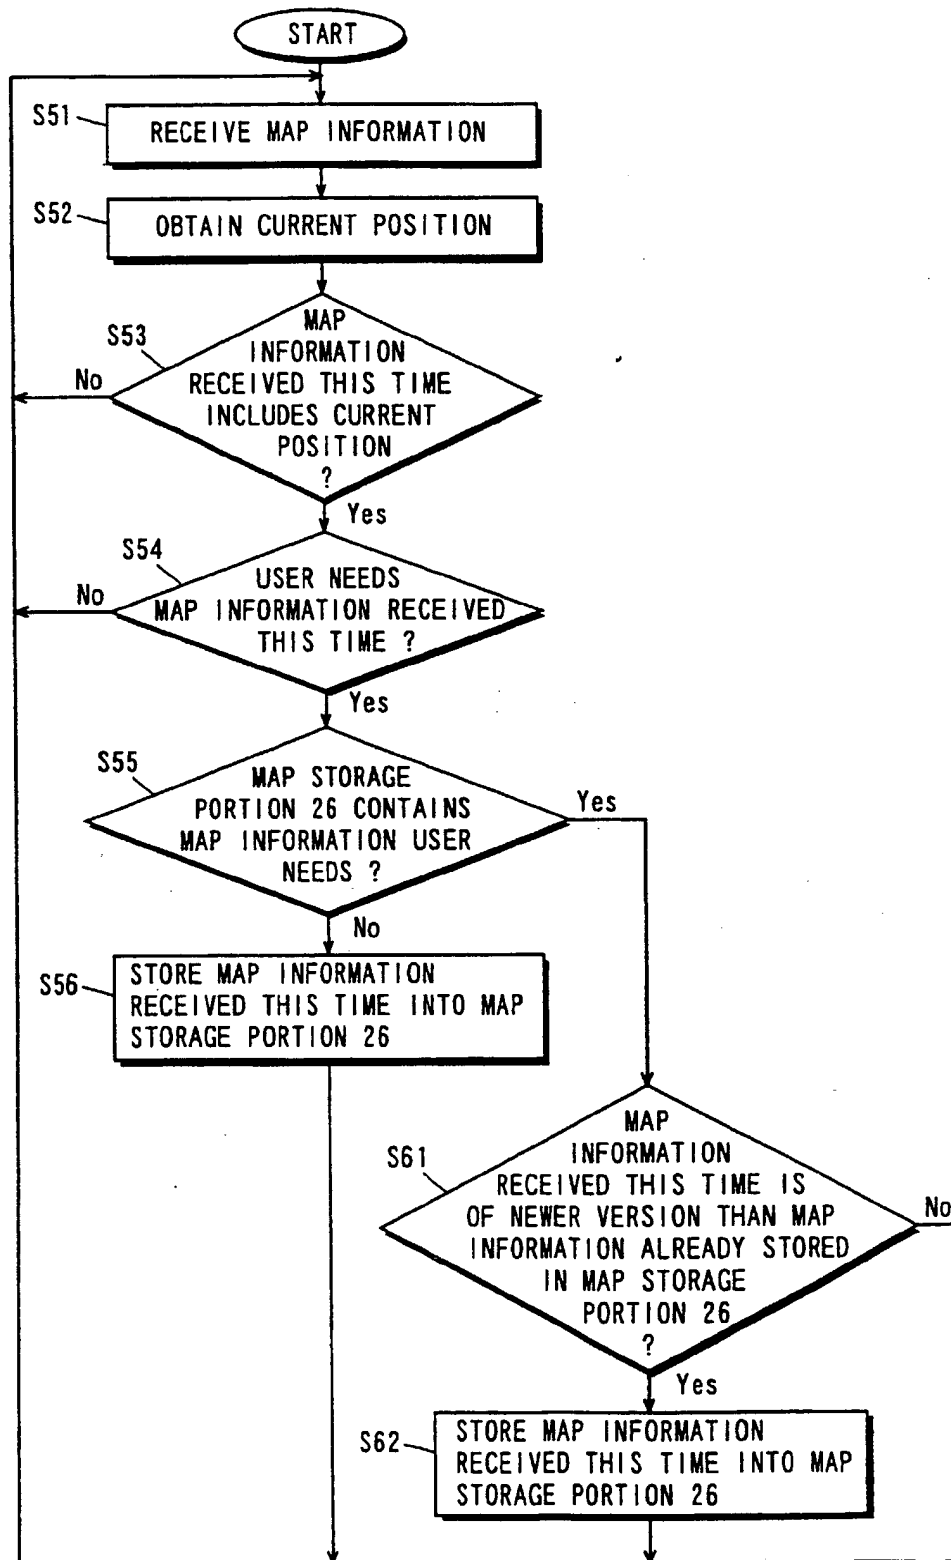 START
S51
RECEIVE MAP INFORMATION
S52
OBTAIN CURRENT POSITION
S53
MAP
INFORMATION
RECEIVED THIS TIME
INCLUDES CURRENT
POSITION
?
No
Yes
S54
USER NEEDS
MAP INFORMATION RECEIVED
THIS TIME ?
No
Yes
S55
MAP STORAGE
PORTION 26 CONTAINS
MAP INFORMATION USER
NEEDS ?
Yes
No
S56
STORE MAP INFORMATION
RECEIVED THIS TIME INTO MAP
STORAGE PORTION 26
S61
MAP
INFORMATION
RECEIVED THIS TIME IS
OF NEWER VERSION THAN MAP
INFORMATION ALREADY STORED
IN MAP STORAGE
PORTION 26
?
No
Yes
S62
STORE MAP INFORMATION
RECEIVED THIS TIME INTO MAP
STORAGE PORTION 26